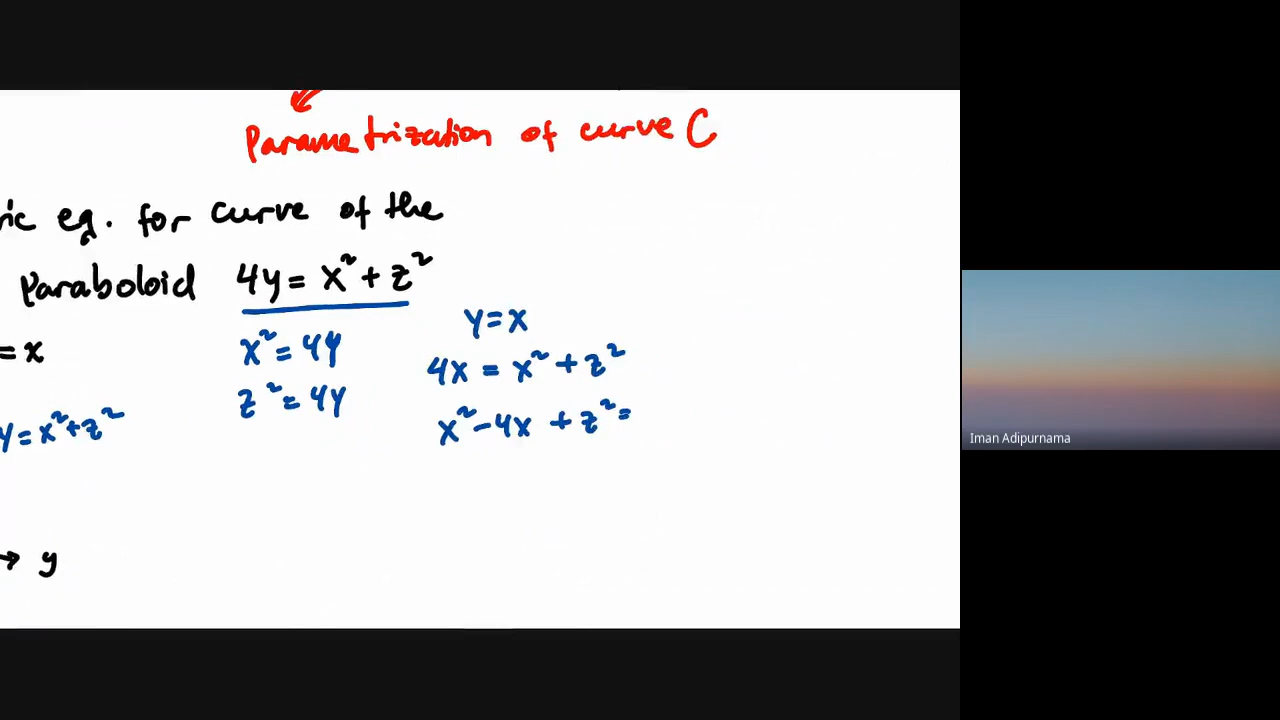 Parametrization of curve C
ric eq. for curve of the
Paraboloid 4y = x² + z²
= x
y = x² + z²
x² = 4y
z² = 4y
y = x
4x = x² + z²
x² - 4x + z² =
→ y
Iman Adipurnama